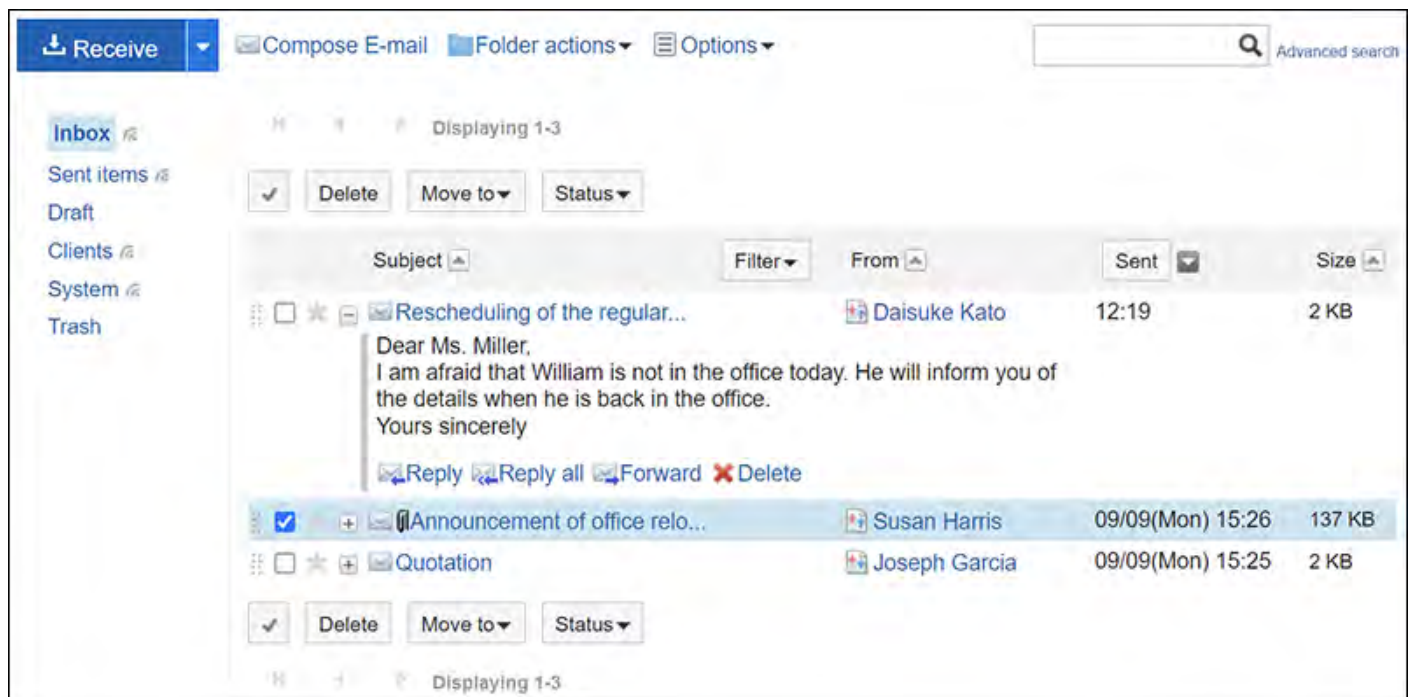 Receive Compose E-mail Folder actions Options Advanced search
Inbox Displaying 1-3
Sent items
Delete Move to Status
Draft
Clients
Subject Filter From Sent Size
System
Rescheduling of the regular... Daisuke Kato 12:19 2 KB
Trash
Dear Ms. Miller,
I am afraid that William is not in the office today. He will inform you of
the details when he is back in the office.
Yours sincerely
Reply Reply all Forward Delete
Announcement of office relo... Susan Harris 09/09(Mon) 15:26 137 KB
Quotation Joseph Garcia 09/09(Mon) 15:25 2 KB
Delete Move to Status
Displaying 1-3